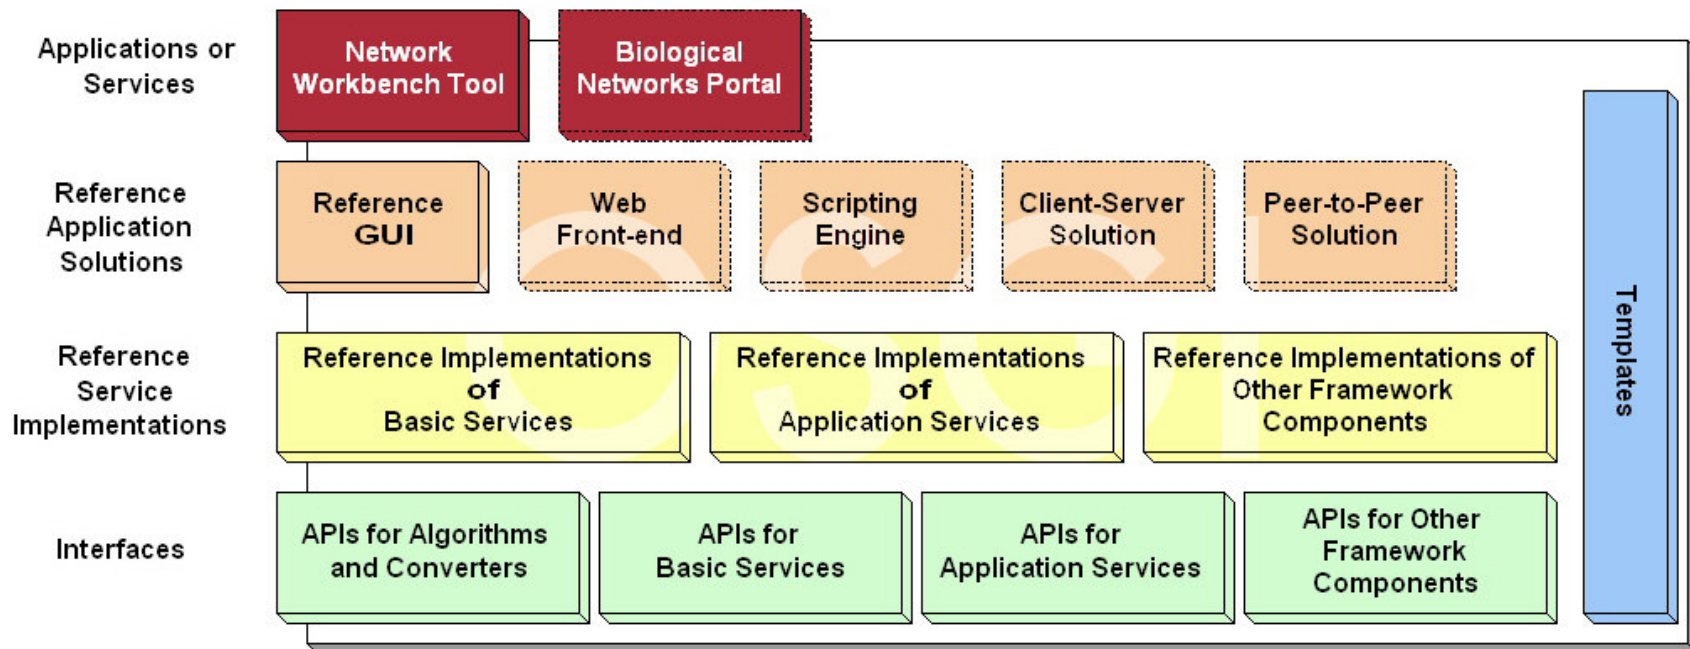 Applications or
Services
Network
Workbench Tool
Biological
Networks Portal
Reference
Application
Solutions
Reference
GUI
Web
Front-end
Scripting
Engine
Client-Server
Solution
Peer-to-Peer
Solution
Reference
Service
Implementations
Reference Implementations
of
Basic Services
Reference Implementations
of
Application Services
Reference Implementations of
Other Framework
Components
Interfaces
APIs for Algorithms
and Converters
APIs for
Basic Services
APIs for
Application Services
APIs for Other
Framework
Components
Templates
OSGI
OSGI